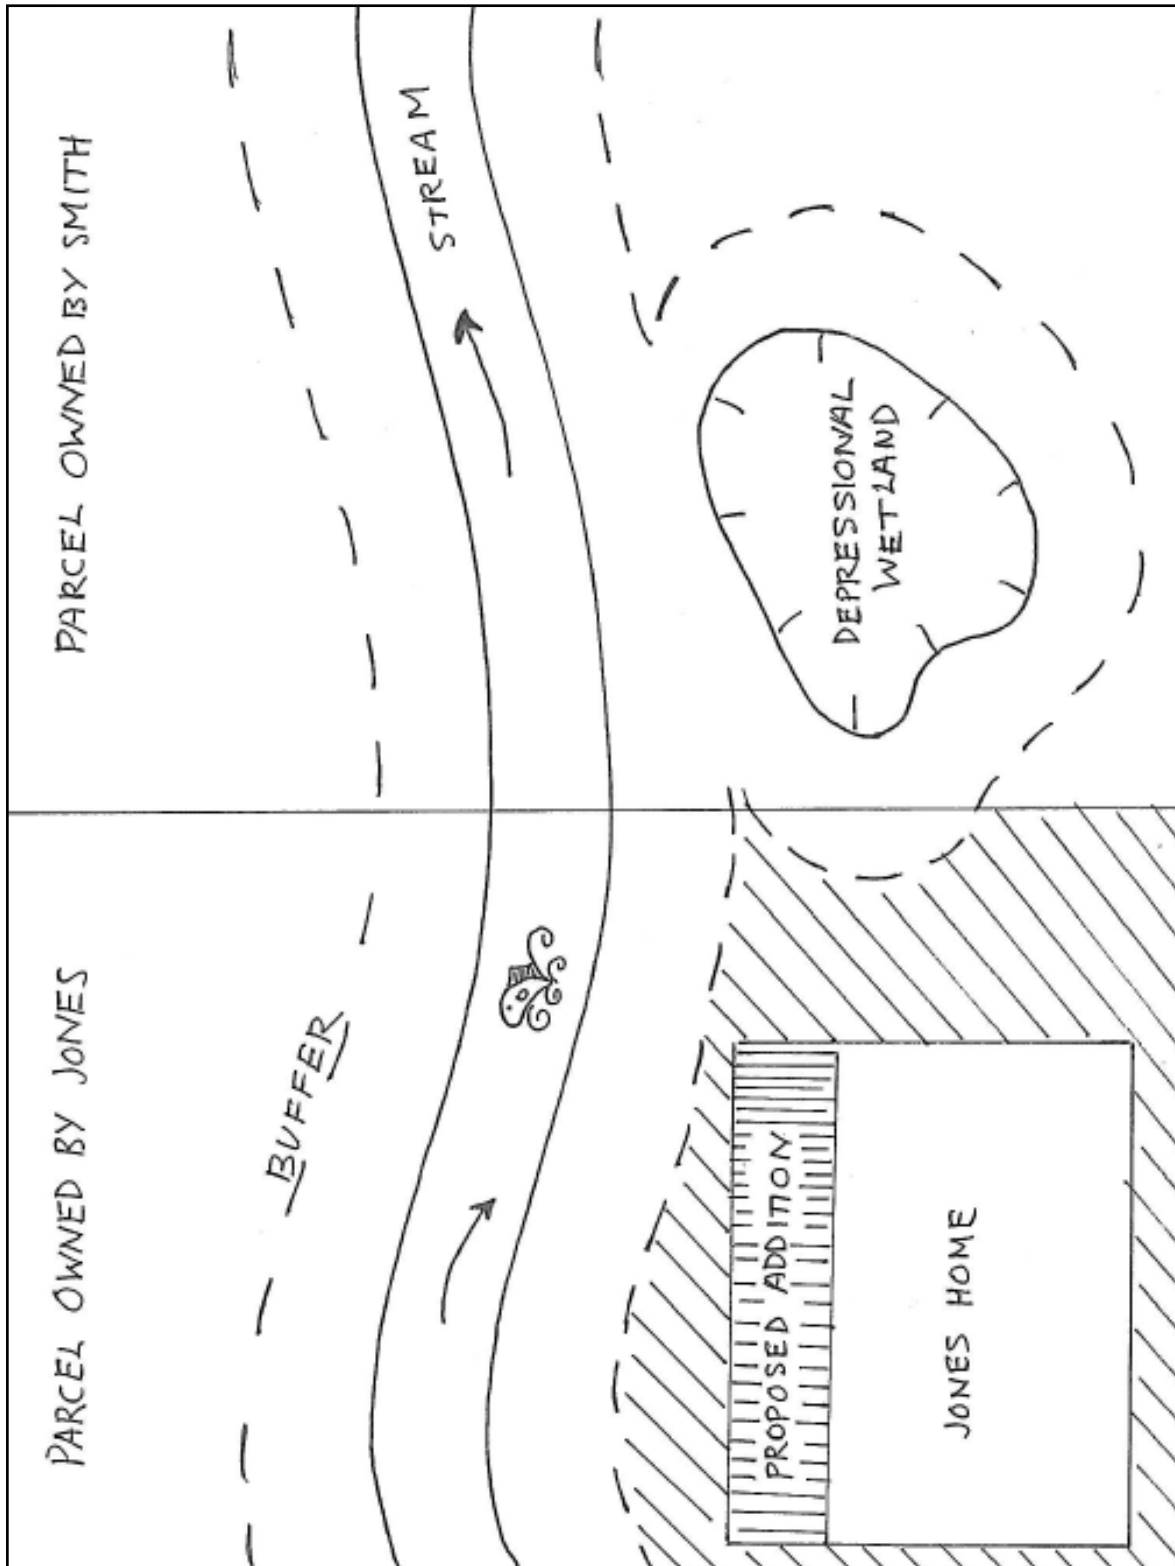 PARCEL OWNED BY JONES
PARCEL OWNED BY SMITH
BUFFER
STREAM
DEPRESSIONAL
WETLAND
PROPOSED ADDITION
JONES HOME